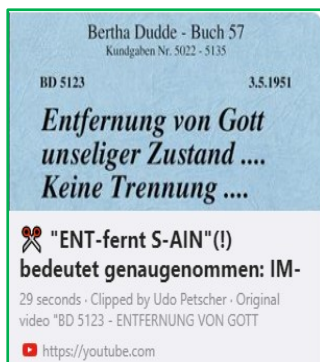 Bertha Dudde - Buch 57
Kundgaben Nr. 5022 - 5135
BD 5123 3.5.1951
Entfernung von Gott
unseliger Zustand ....
Keine Trennung ....
"ENT-fernt S-AIN"(!)
bedeutet genaugenommen: IM-
29 seconds · Clipped by Udo Petscher · Original
video "BD 5123 - ENTFERNUNG VON GOTT
https://youtube.com